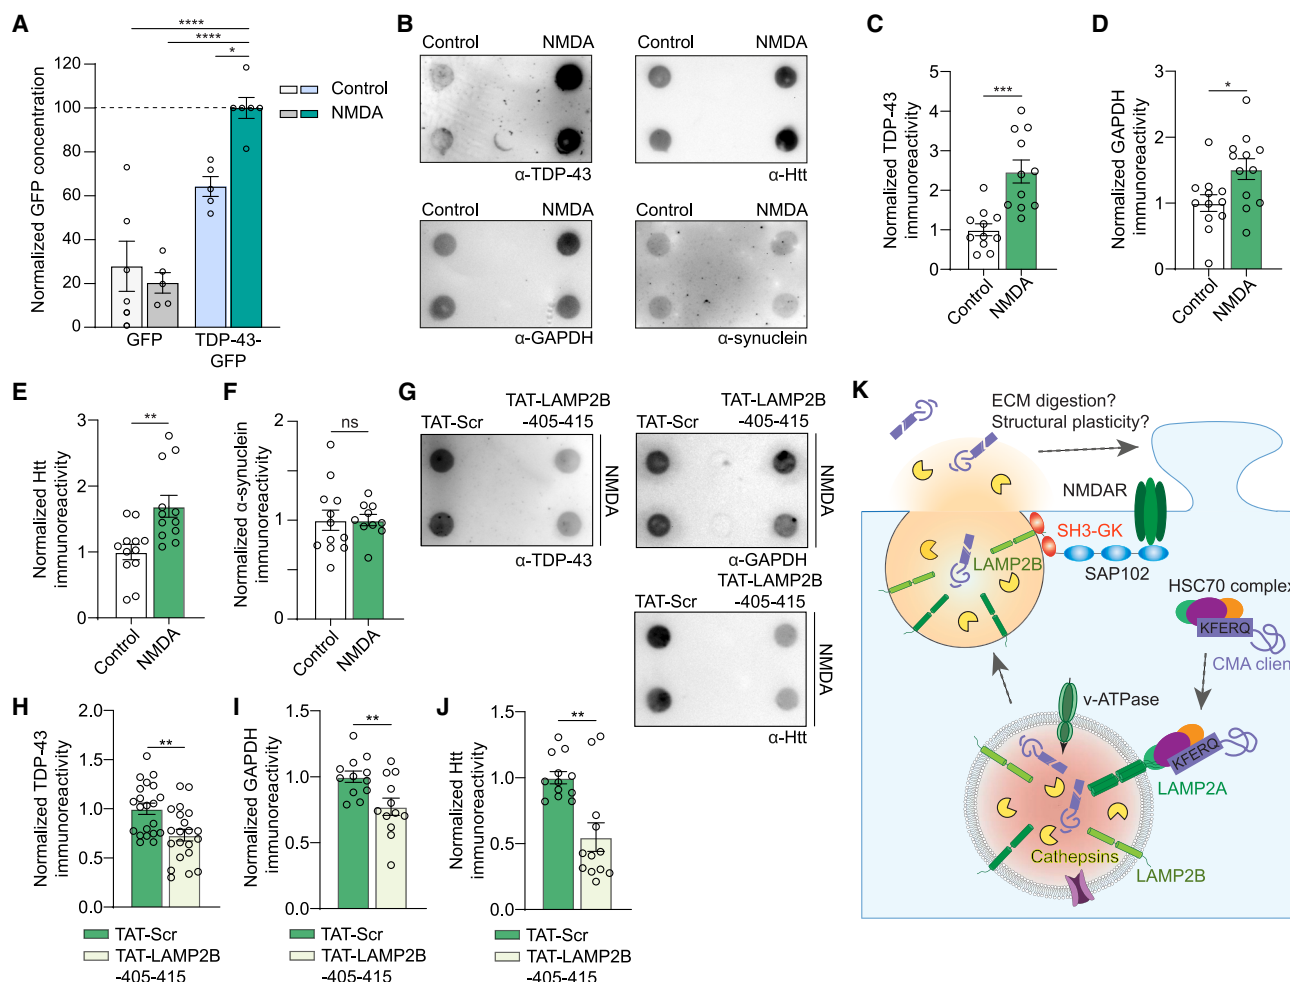 A
****
****
*
Normalized GFP concentration
120
100
80
60
40
20
0
GFP
TDP-43-
GFP
Control
NMDA
B
Control NMDA
α-TDP-43
Control NMDA
α-Htt
Control NMDA
α-GAPDH
Control NMDA
α-synuclein
C
Normalized TDP-43
immunoreactivity
5
4
3
2
1
0
***
Control
NMDA
D
Normalized GAPDH
immunoreactivity
3
2
1
0
*
Control
NMDA
E
Normalized Htt
immunoreactivity
3
2
1
0
**
Control
NMDA
F
Normalized α-synuclein
immunoreactivity
2
1
0
ns
Control
NMDA
G
TAT-LAMP2B
TAT-Scr -405-415
NMDA
α-TDP-43
TAT-LAMP2B
TAT-Scr -405-415
NMDA
α-GAPDH
TAT-LAMP2B
TAT-Scr -405-415
NMDA
α-Htt
H
Normalized TDP-43
immunoreactivity
2.0
1.5
1.0
0.5
0.0
**
TAT-Scr
TAT-LAMP2B
-405-415
I
Normalized GAPDH
immunoreactivity
1.5
1.0
0.5
0.0
**
TAT-Scr
TAT-LAMP2B
-405-415
J
Normalized Htt
immunoreactivity
1.5
1.0
0.5
0.0
**
TAT-Scr
TAT-LAMP2B
-405-415
K
ECM digestion?
Structural plasticity?
NMDAR
SH3-GK
LAMP2B
SAP102
HSC70 complex
KFERQ
CMA client
v-ATPase
KFERQ
LAMP2A
Cathepsins
LAMP2B